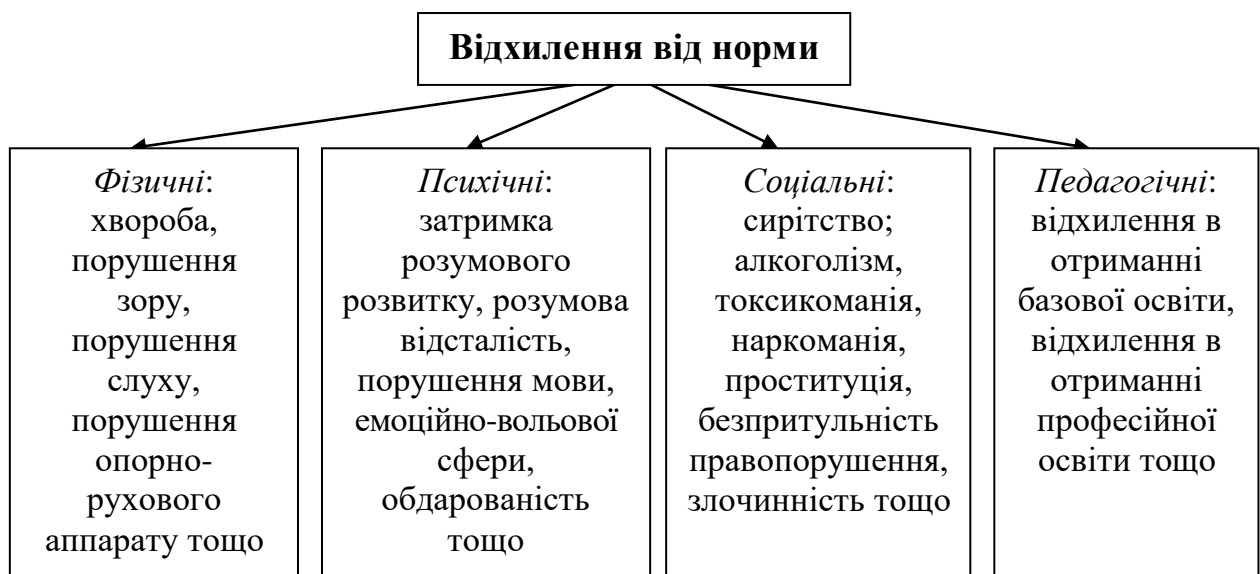 Відхилення від норми
Фізичні:
хвороба,
порушення
зору,
порушення
слуху,
порушення
опорно-
рухового
аппарату тощо
Психічні:
затримка
розумового
розвитку, розумова
відсталість,
порушення мови,
емоційно-вольової
сфери,
обдарованість
тощо
Соціальні:
сирітство;
алкоголізм,
токсикоманія,
наркоманія,
проституція,
безпритульність
правопорушення,
злочинність тощо
Педагогічні:
відхилення в
отриманні
базової освіти,
відхилення в
отриманні
професійної
освіти тощо